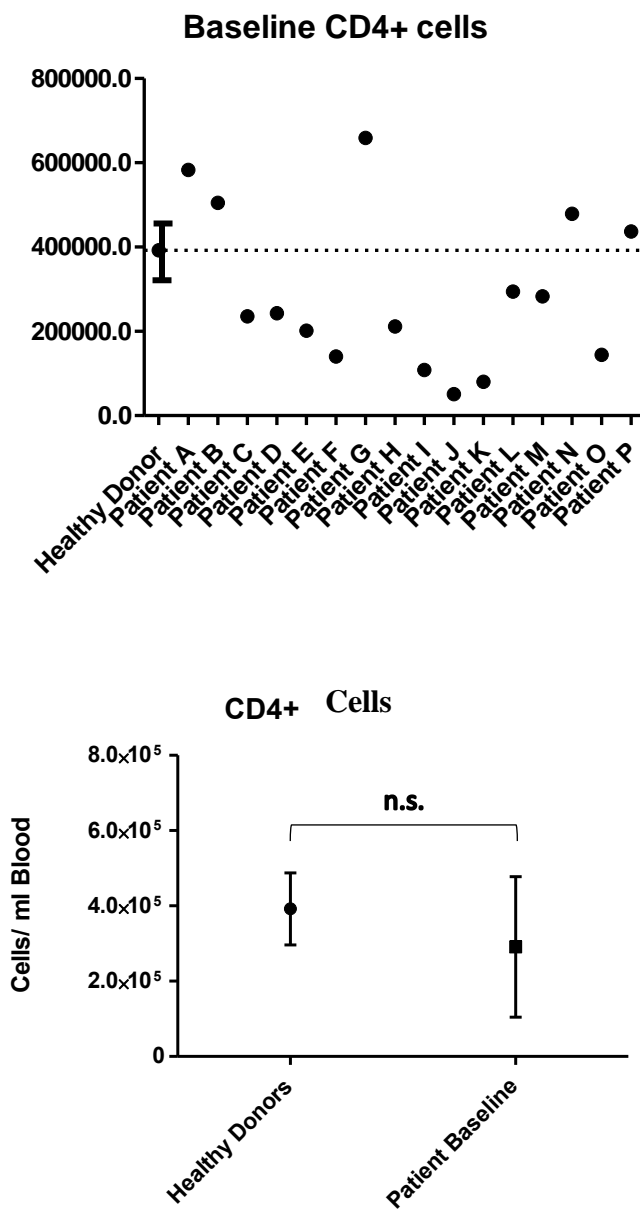 Baseline CD4+ cells
800000.0
600000.0
400000.0
200000.0
0.0
Healthy Donor
Patient A
Patient B
Patient C
Patient D
Patient E
Patient F
Patient G
Patient H
Patient I
Patient J
Patient K
Patient L
Patient M
Patient N
Patient O
Patient P
CD4+ Cells
Cells/ ml Blood
8.0×10⁵
6.0×10⁵
4.0×10⁵
2.0×10⁵
0
n.s.
Healthy Donors
Patient Baseline